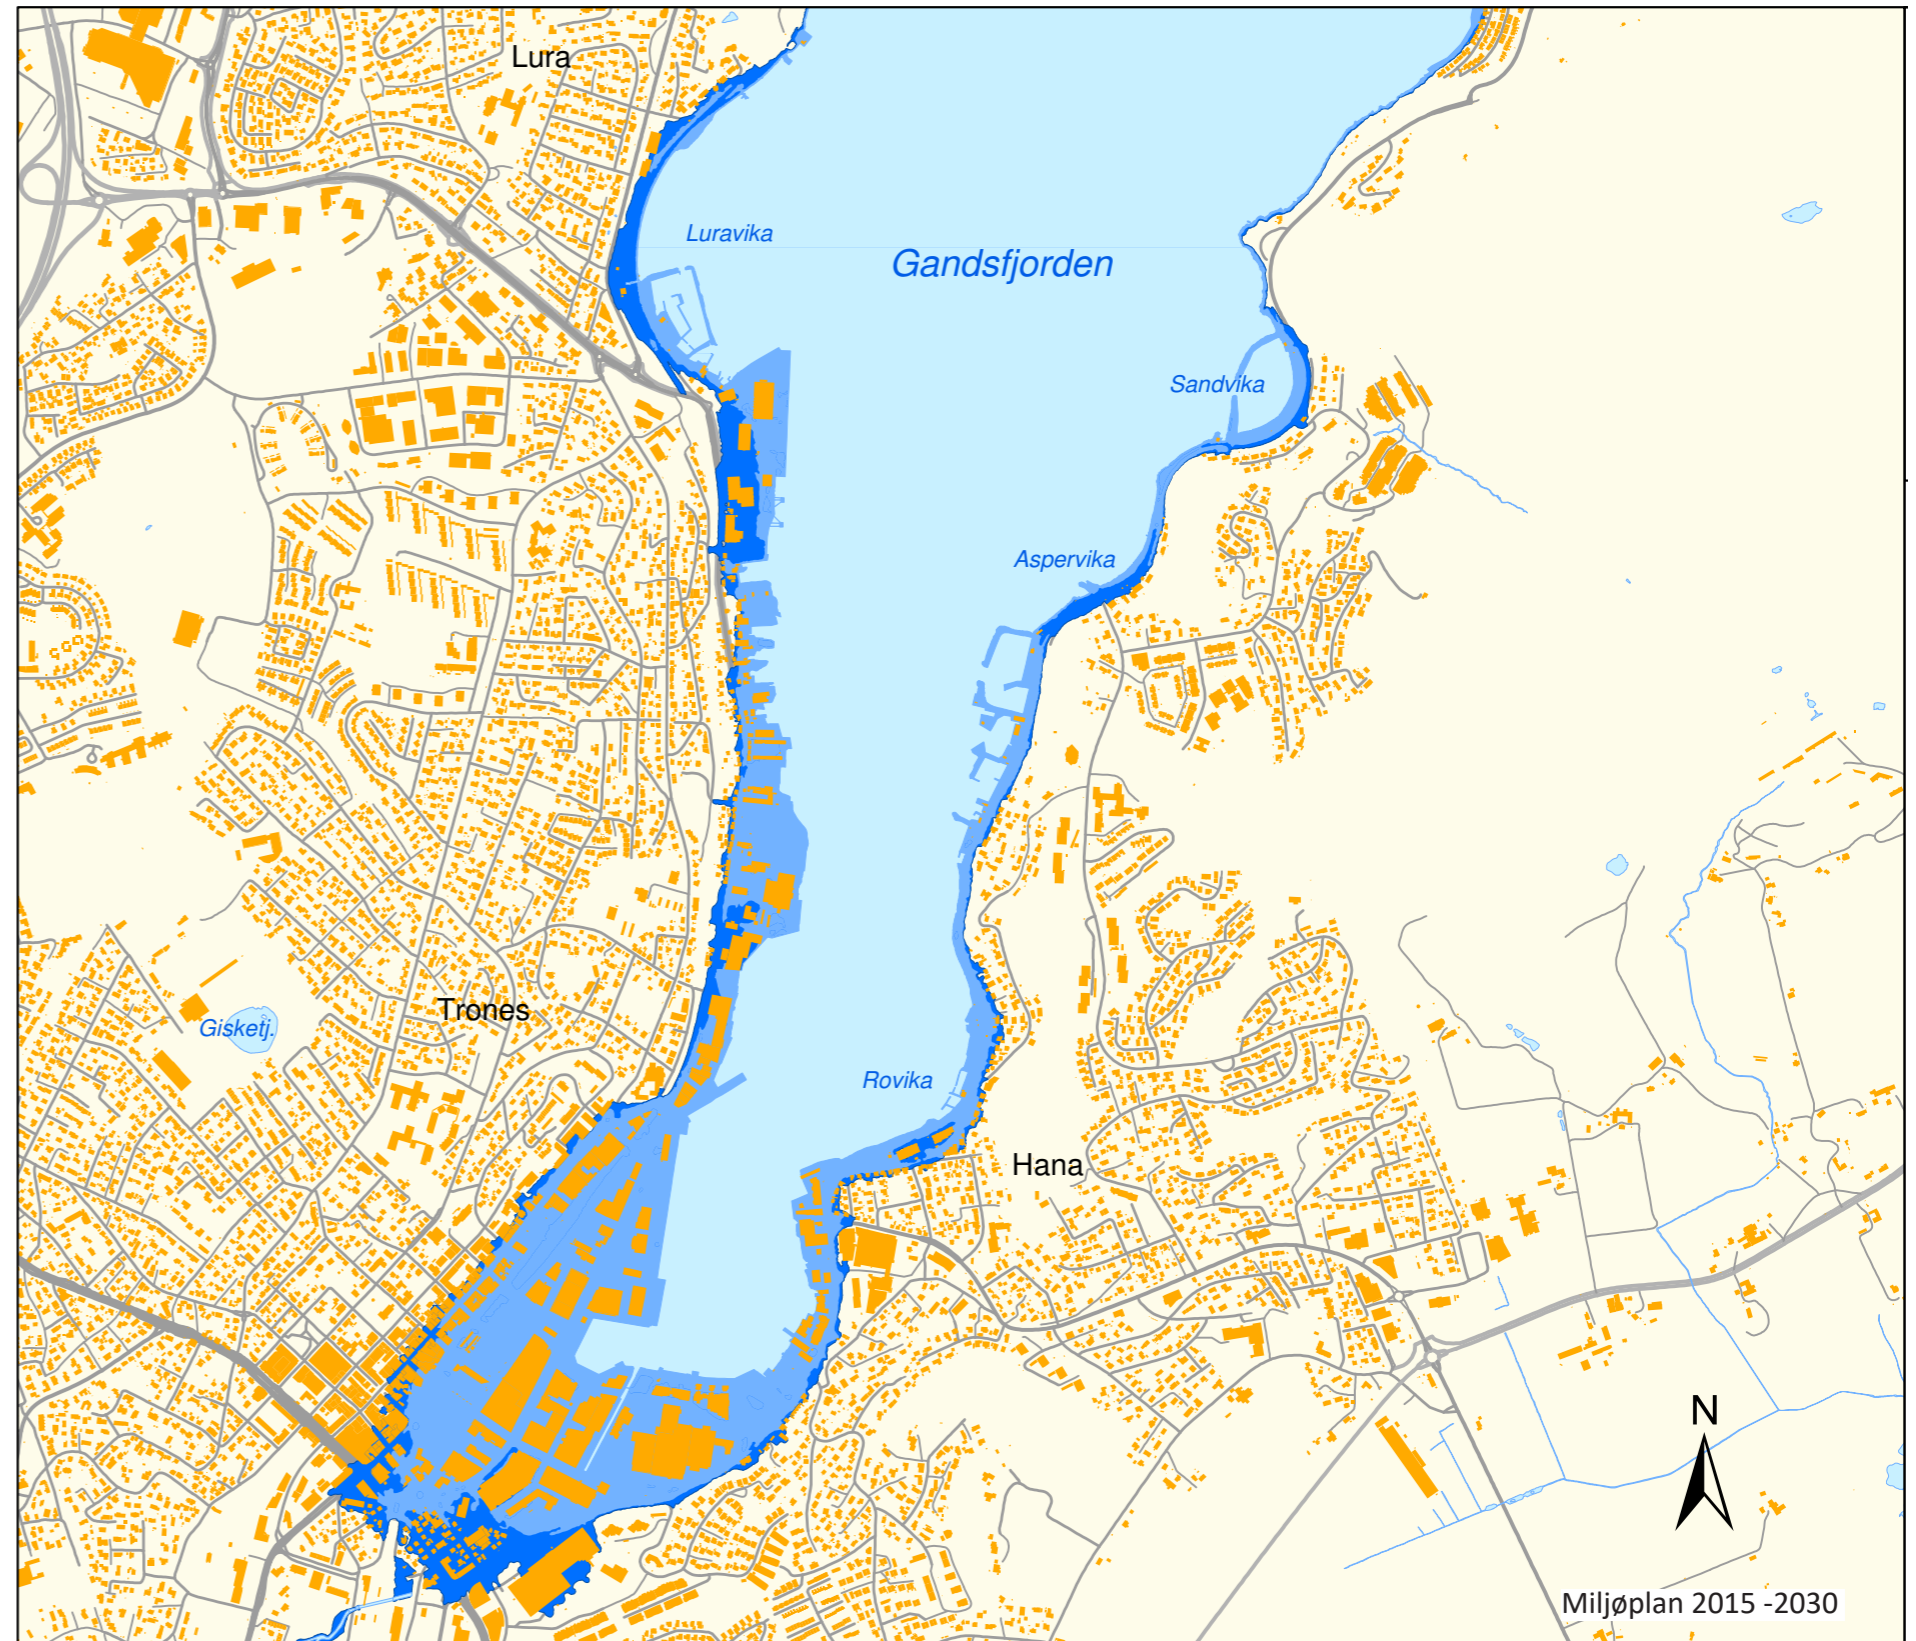 Lura
Luravika
Gandsfjorden
Sandvika
Aspervika
Trones
Gisketj.
Rovika
Hana
N
Miljøplan 2015 -2030